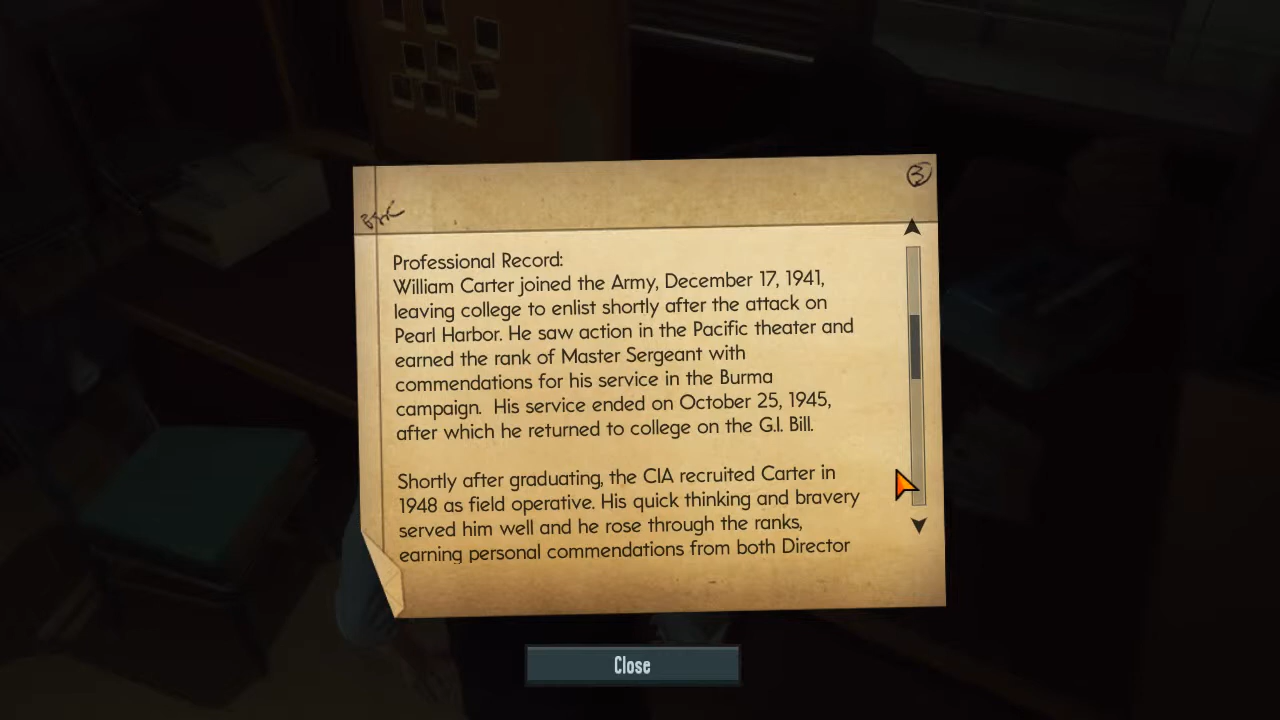 3
Professional Record:
William Carter joined the Army, December 17, 1941,
leaving college to enlist shortly after the attack on
Pearl Harbor. He saw action in the Pacific theater and
earned the rank of Master Sergeant with
commendations for his service in the Burma
campaign.  His service ended on October 25, 1945,
after which he returned to college on the G.I. Bill.
Shortly after graduating, the CIA recruited Carter in
1948 as field operative. His quick thinking and bravery
served him well and he rose through the ranks,
earning personal commendations from both Director
Close